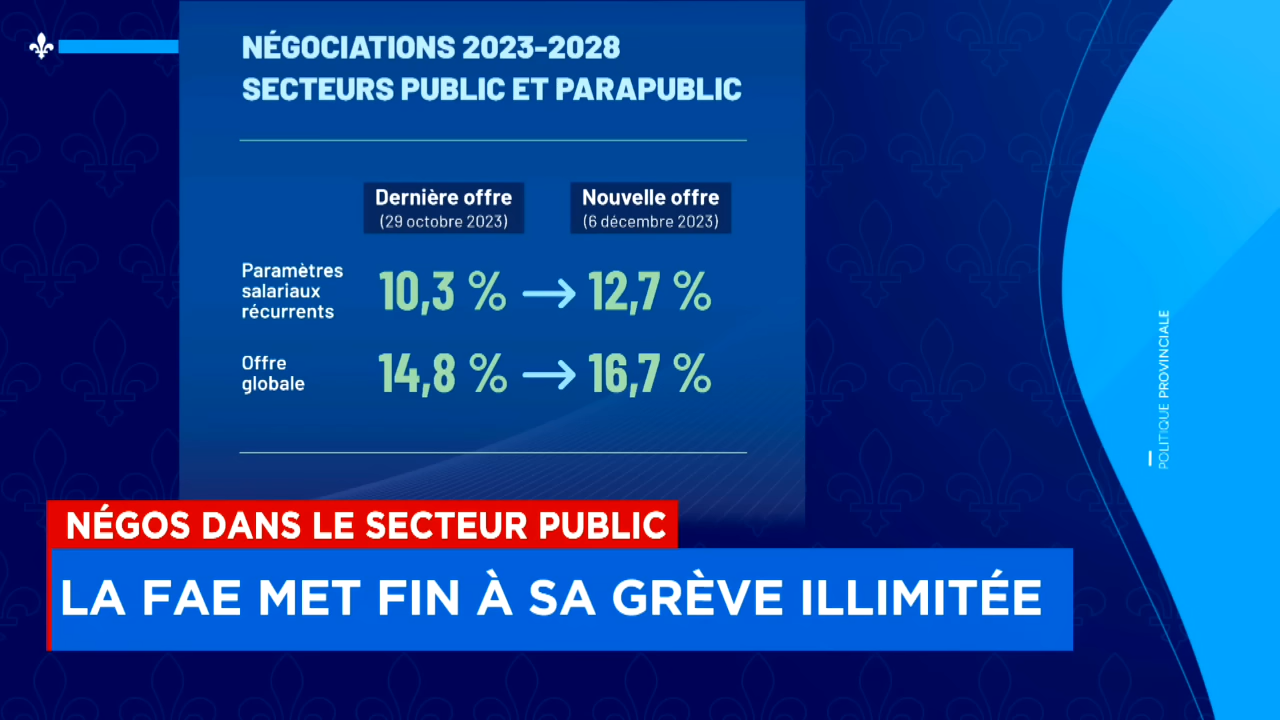 NÉGOCIATIONS 2023-2028
SECTEURS PUBLIC ET PARAPUBLIC
Dernière offre
(29 octobre 2023)
Nouvelle offre
(6 décembre 2023)
Paramètres
salariaux
récurrents
10,3 % → 12,7 %
Offre
globale
14,8 % → 16,7 %
POLITIQUE PROVINCIALE
NÉGOS DANS LE SECTEUR PUBLIC
LA FAE MET FIN À SA GRÈVE ILLIMITÉE